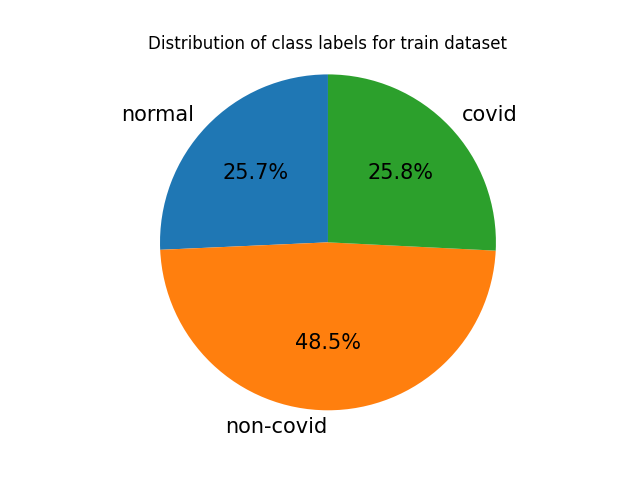 Distribution of class labels for train dataset
normal
covid
25.7%
25.8%
48.5%
non-covid